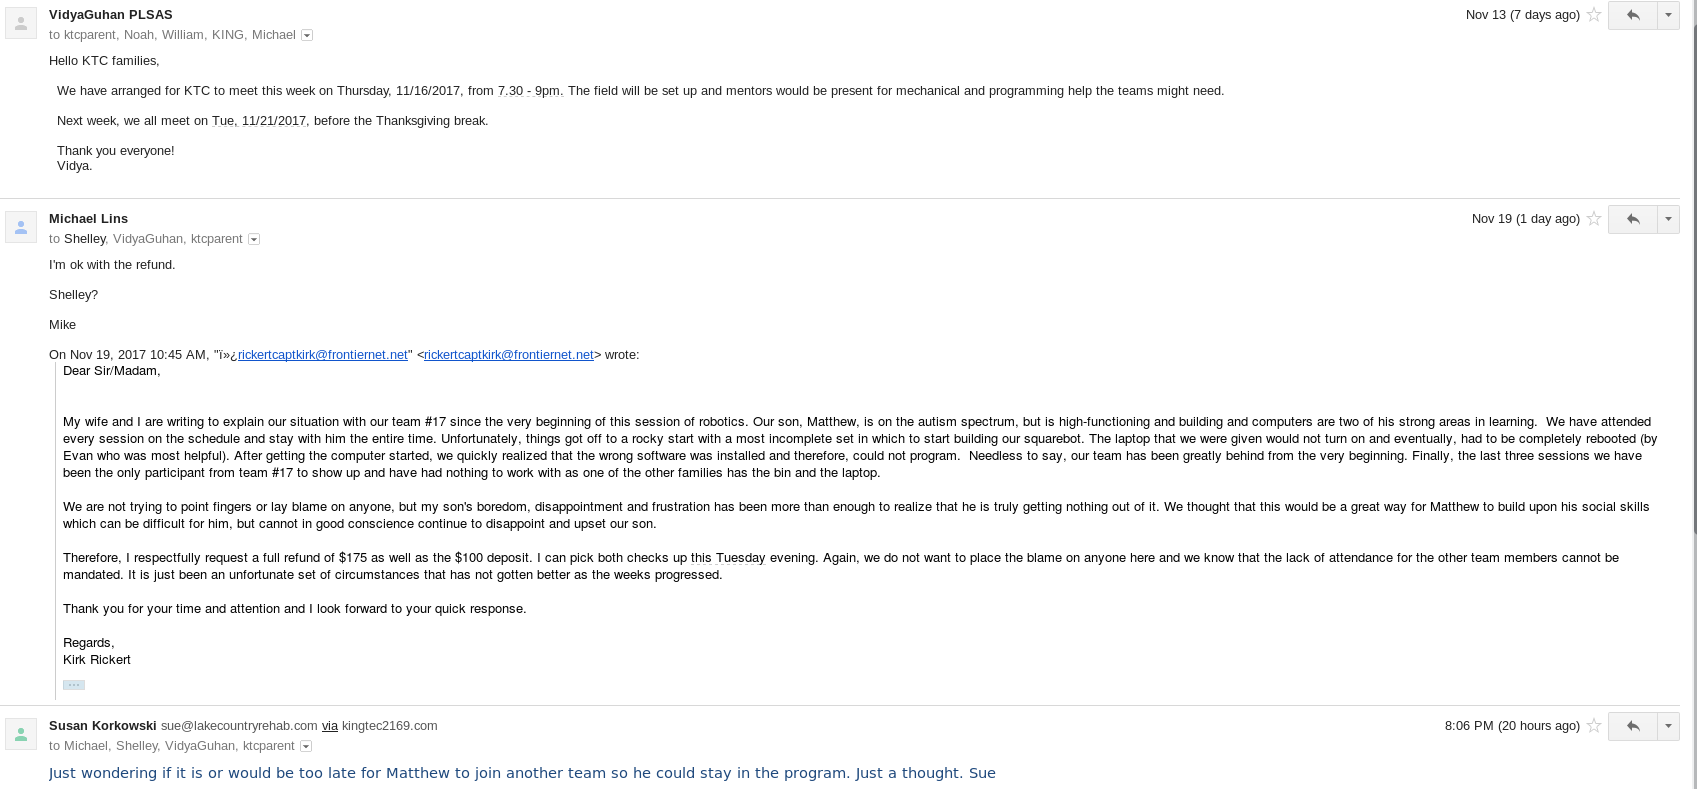 VidyaGuhan PLSAS
Nov 13 (7 days ago)
to ktcparent, Noah, William, KING, Michael
Hello KTC families,
We have arranged for KTC to meet this week on Thursday, 11/16/2017, from 7.30 - 9pm. The field will be set up and mentors would be present for mechanical and programming help the teams might need.
Next week, we all meet on Tue, 11/21/2017, before the Thanksgiving break.
Thank you everyone!
Vidya.
Michael Lins
Nov 19 (1 day ago)
to Shelley, VidyaGuhan, ktcparent
I'm ok with the refund.
Shelley?
Mike
On Nov 19, 2017 10:45 AM, "ï»¿rickertcaptkirk@frontiernet.net" <rickertcaptkirk@frontiernet.net> wrote:
Dear Sir/Madam,
My wife and I are writing to explain our situation with our team #17 since the very beginning of this session of robotics. Our son, Matthew, is on the autism spectrum, but is high-functioning and building and computers are two of his strong areas in learning.  We have attended
every session on the schedule and stay with him the entire time. Unfortunately, things got off to a rocky start with a most incomplete set in which to start building our squarebot. The laptop that we were given would not turn on and eventually, had to be completely rebooted (by
Evan who was most helpful). After getting the computer started, we quickly realized that the wrong software was installed and therefore, could not program.  Needless to say, our team has been greatly behind from the very beginning. Finally, the last three sessions we have
been the only participant from team #17 to show up and have had nothing to work with as one of the other families has the bin and the laptop.
We are not trying to point fingers or lay blame on anyone, but my son's boredom, disappointment and frustration has been more than enough to realize that he is truly getting nothing out of it. We thought that this would be a great way for Matthew to build upon his social skills
which can be difficult for him, but cannot in good conscience continue to disappoint and upset our son.
Therefore, I respectfully request a full refund of $175 as well as the $100 deposit. I can pick both checks up this Tuesday evening. Again, we do not want to place the blame on anyone here and we know that the lack of attendance for the other team members cannot be
mandated. It is just been an unfortunate set of circumstances that has not gotten better as the weeks progressed.
Thank you for your time and attention and I look forward to your quick response.
Regards,
Kirk Rickert
Susan Korkowski sue@lakecountryrehab.com via kingtec2169.com
8:06 PM (20 hours ago)
to Michael, Shelley, VidyaGuhan, ktcparent
Just wondering if it is or would be too late for Matthew to join another team so he could stay in the program. Just a thought. Sue